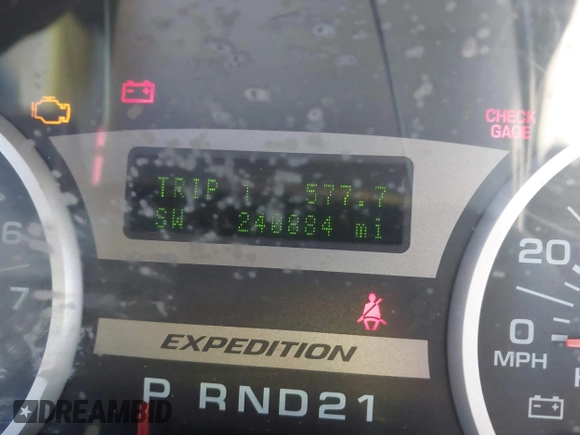 CHECK
GAGE
TRIP 1 577.7
SW 240884 mi
6
7
20
0
MPH
EXPEDITION
P RND21
DREAMBID